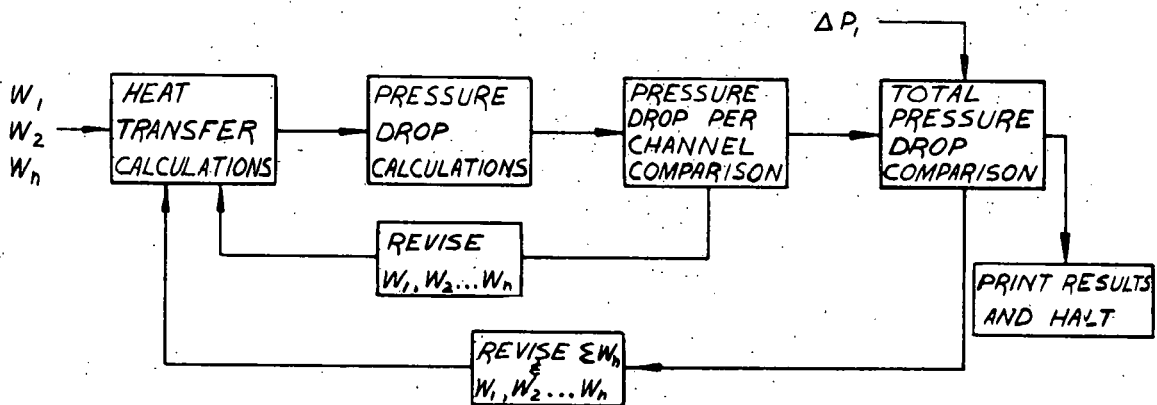 ΔP₁
W₁
W₂
Wₙ
HEAT
TRANSFER
CALCULATIONS
PRESSURE
DROP
CALCULATIONS
PRESSURE
DROP PER
CHANNEL
COMPARISON
TOTAL
PRESSURE
DROP
COMPARISON
REVISE
W₁, W₂...Wₙ
PRINT RESULTS
AND HALT
REVISE ΣWₙ
&
W₁, W₂...Wₙ